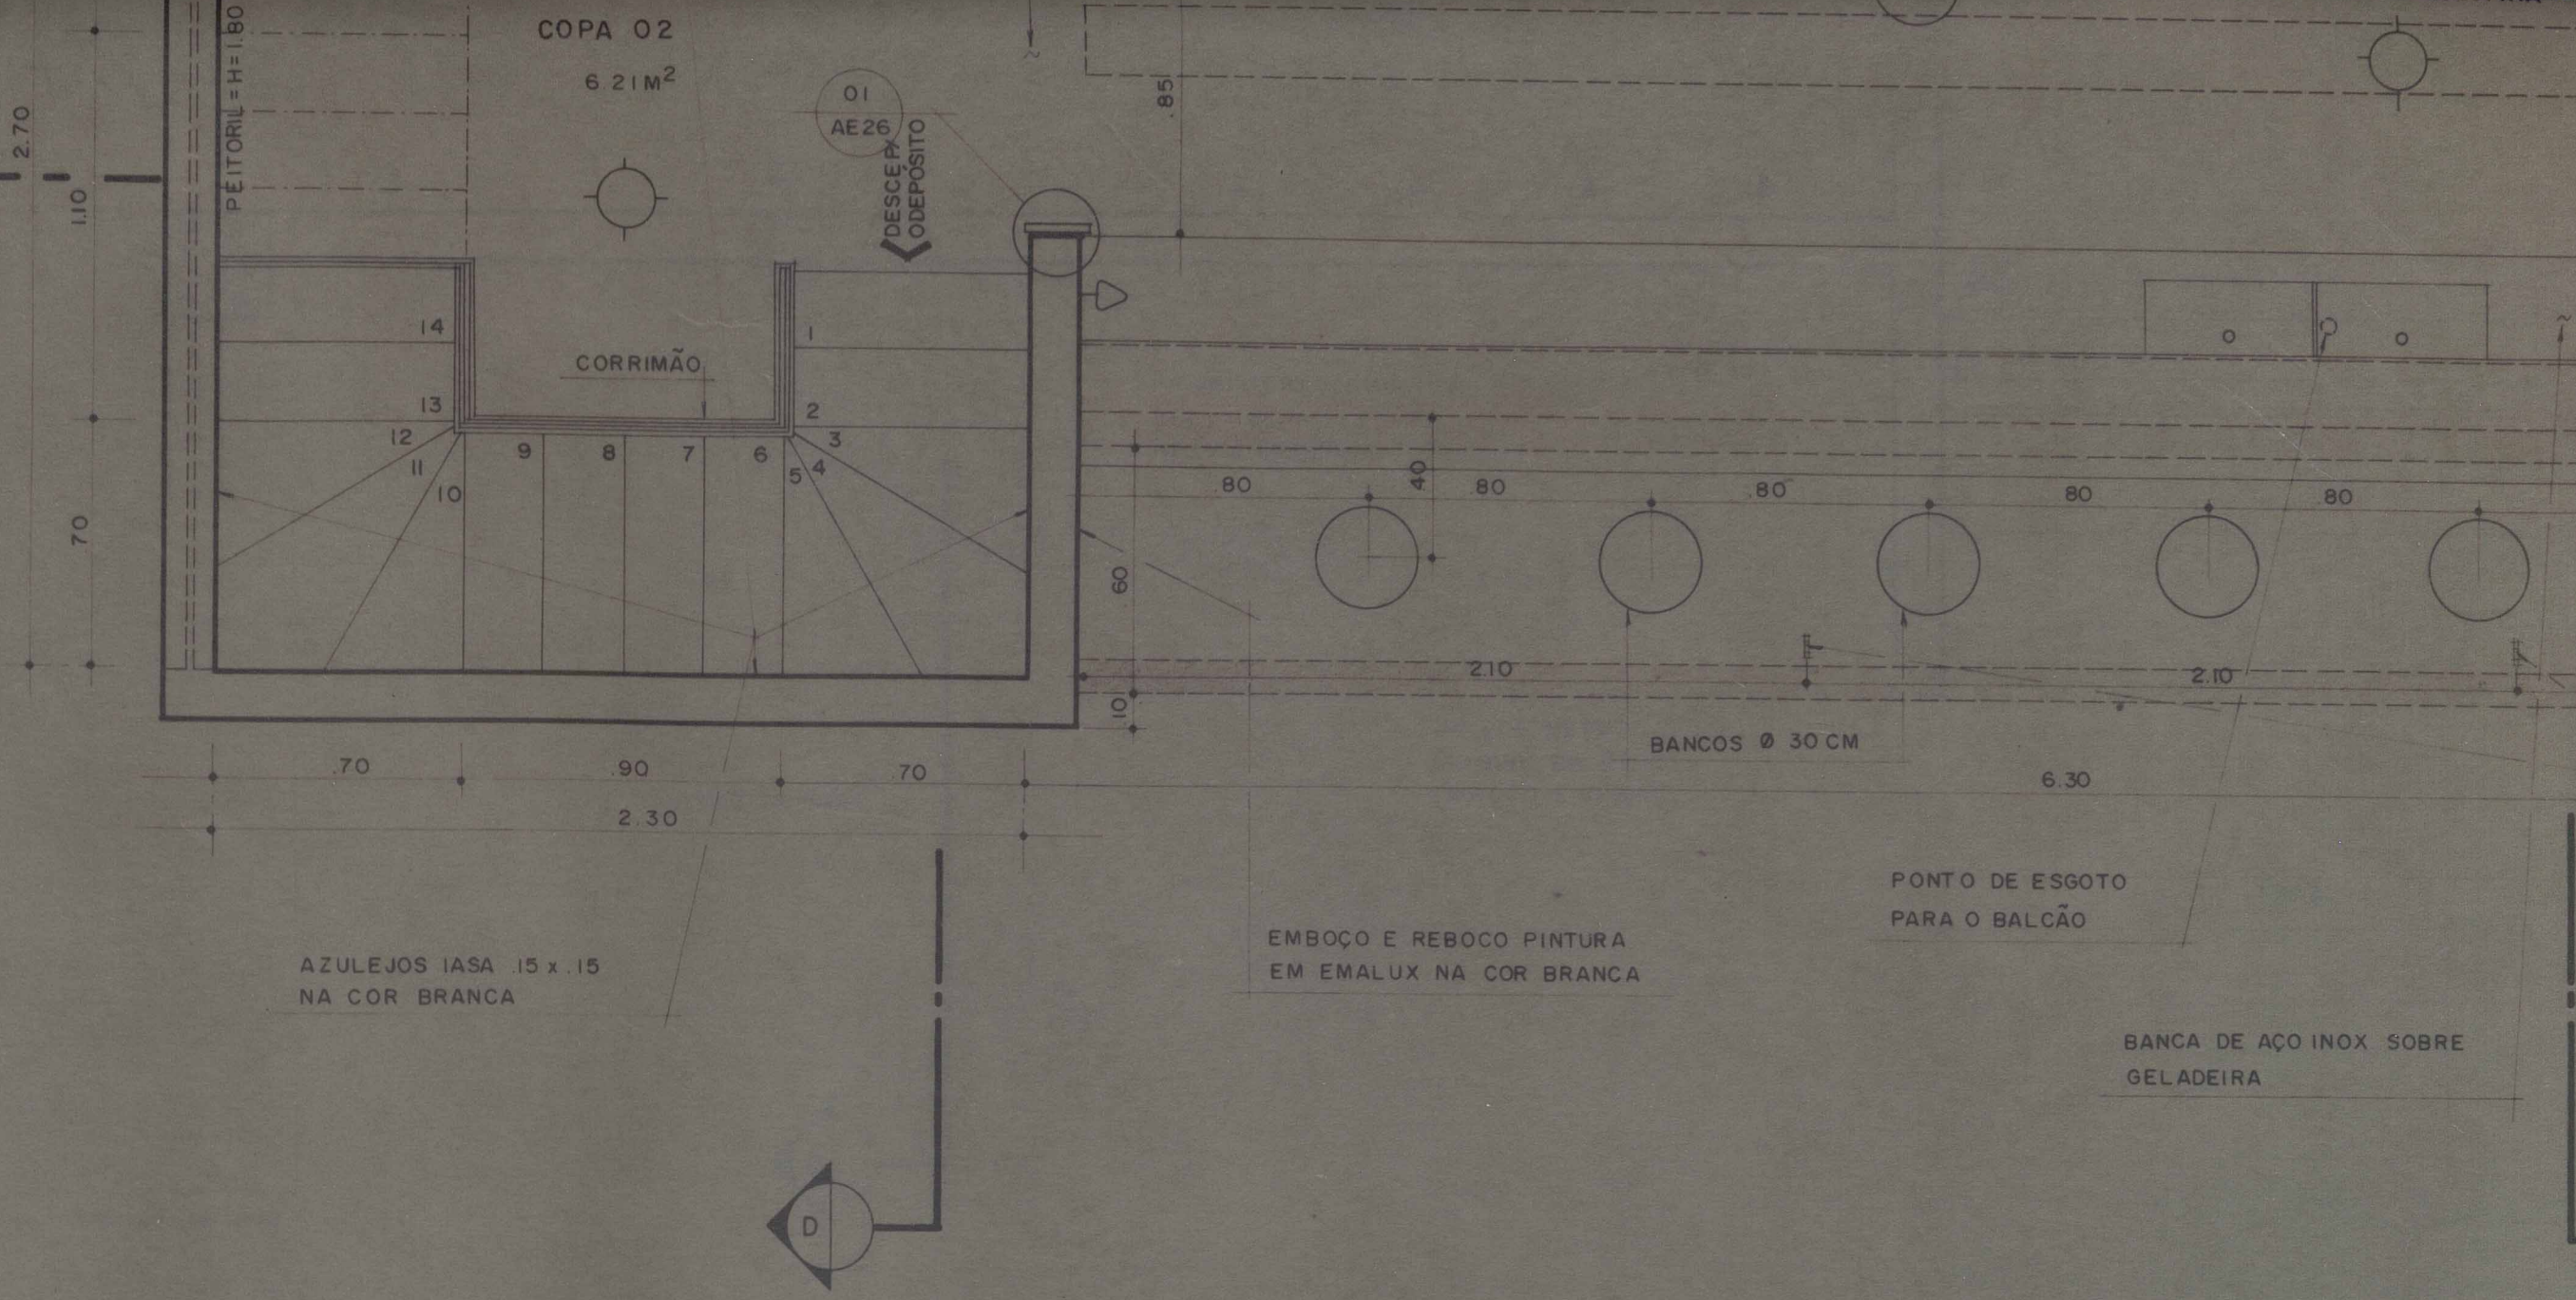 COPA 02
6.21M2
PEITORIL=H=1.80
01
AE26
DESCE P/
ODEPÓSITO
.85
2.70
1.10
70
14
13
12
11
10
9
8
7
6
5
4
3
2
1
CORRIMÃO
80
40
.80
.80
80
80
60
10
2.10
2.10
BANCOS Ø 30 CM
.70
.90
.70
2.30
6.30
PONTO DE ESGOTO
PARA O BALCÃO
EMBOÇO E REBOCO PINTURA
EM EMALUX NA COR BRANCA
AZULEJOS IASA .15 x .15
NA COR BRANCA
BANCA DE AÇO INOX SOBRE
GELADEIRA
D